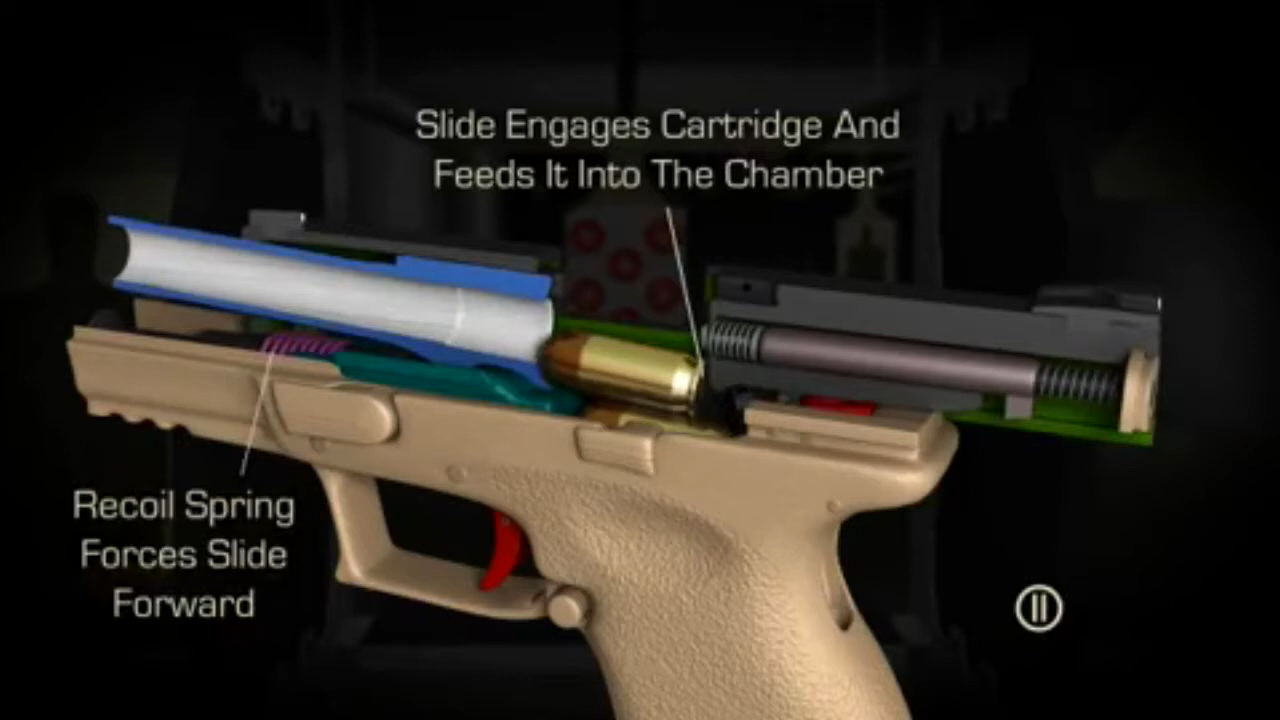 Slide Engages Cartridge And
Feeds It Into The Chamber
Recoil Spring
Forces Slide
Forward